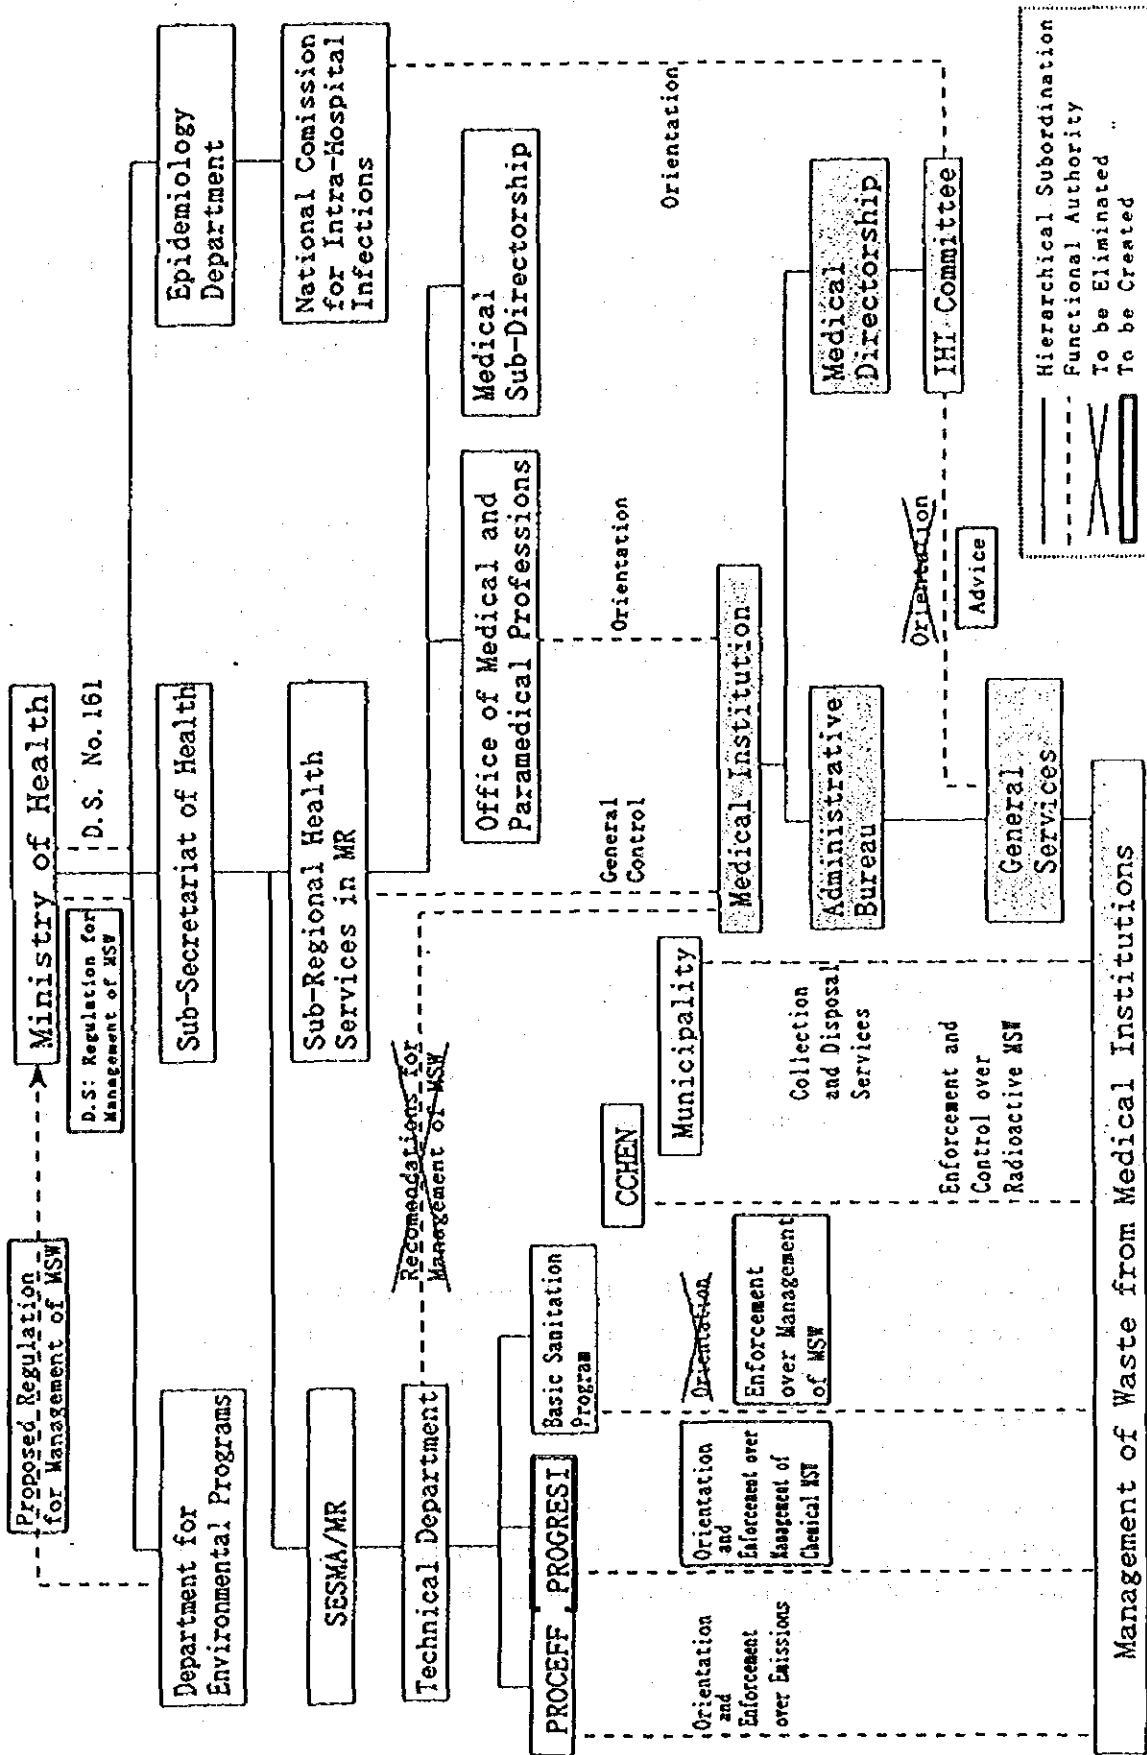 Proposed Regulation
for Management of MSW
Ministry of Health
D.S. No.161
D.S: Regulation for
Management of MSW
Department for
Environmental Programs
Sub-Secretariat of Health
Epidemiology
Department
SESMA/MR
Sub-Regional Health
Services in MR
National Comission
for Intra-Hospital
Infections
Technical Department
Recomendations for
Management of MSW
Office of Medical and
Paramedical Professions
Medical
Sub-Directorship
PROCEFF
PROGRESI
Basic Sanitation
Program
CCHEN
Municipality
General
Control
Orientation
Orientation
Medical Institution
Administrative
Bureau
Medical
Directorship
Orientation
and
Enforcement
over Emissions
Orientation
and
Enforcement over
Management of
Chemical MSW
Orientation
Enforcement
over Management
of MSW
Collection
and Disposal
Services
Enforcement and
Control over
Radioactive MSW
Orientation
Advice
IHI Committee
General
Services
Management of Waste from Medical Institutions
Hierarchical Subordination
Functional Authority
To be Eliminated
To be Created